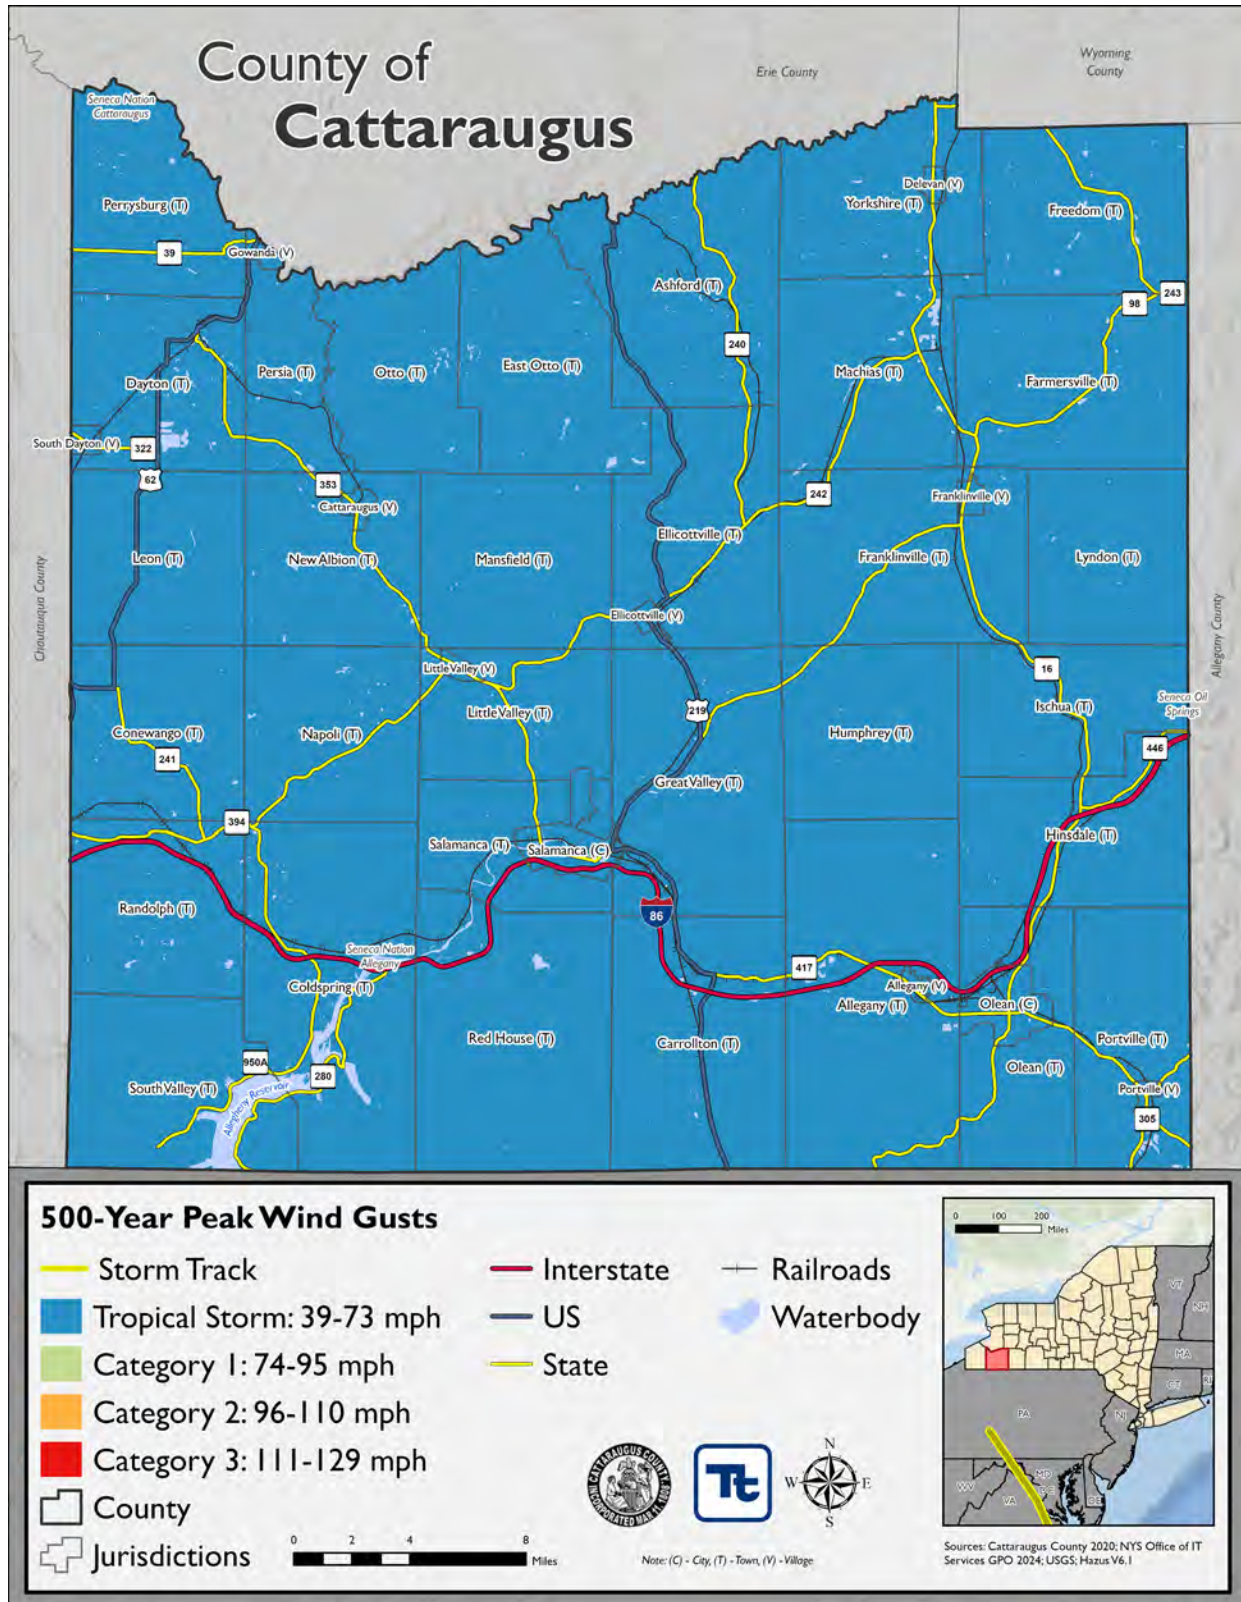 County of
Cattaraugus
Erie County
Wyoming
County
Seneca Nation
Cattaraugus
Perrysburg (T)
39
Gowanda (V)
Delevan (V)
Yorkshire (T)
Freedom (T)
Ashford (T)
98
243
240
Dayton (T)
Persia (T)
Otto (T)
East Otto (T)
Machias (T)
Farmersville (T)
South Dayton (V)
322
62
353
Cattaraugus (V)
242
Franklinville (V)
Leon (T)
New Albion (T)
Mansfield (T)
Ellicottville (T)
Franklinville (T)
Lyndon (T)
Chautauqua County
Allegany County
Ellicottville (V)
Little Valley (V)
16
Seneca Oil
Springs
Conewango (T)
Napoli (T)
Little Valley (T)
219
Humphrey (T)
Ischua (T)
241
446
Great Valley (T)
394
Salamanca (T)
Salamanca (C)
Hinsdale (T)
Randolph (T)
86
Seneca Nation
Allegany
417
Coldspring (T)
Allegany (V)
Allegany (T)
Olean (C)
Red House (T)
Carrollton (T)
Portville (T)
950A
280
South Valley (T)
Allegheny Reservoir
Olean (T)
Portville (V)
305
500-Year Peak Wind Gusts
Storm Track
Tropical Storm: 39-73 mph
Category 1: 74-95 mph
Category 2: 96-110 mph
Category 3: 111-129 mph
County
Jurisdictions
Interstate
US
State
Railroads
Waterbody
0 2 4 8
Miles
CATTARAUGUS COUNTY,
INCORPORATED MAR 11, 1808
Tt
N
W E
S
Note: (C) - City, (T) - Town, (V) - Village
0 100 200
Miles
VT
NH
MA
CT
RI
PA
NJ
WV
MD
DC
VA
DE
Sources: Cattaraugus County 2020; NYS Office of IT
Services GPO 2024; USGS; Hazus V6.1